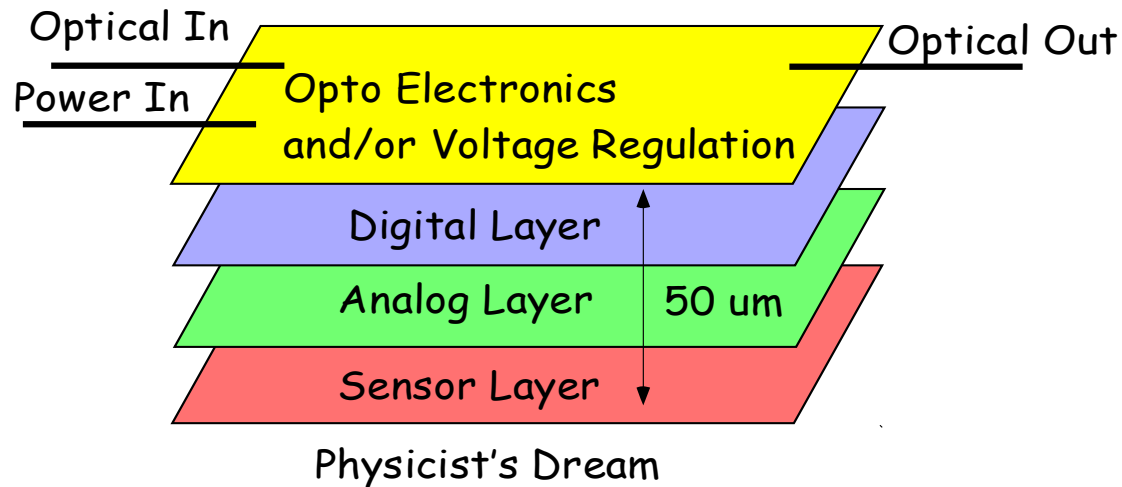 Optical In
Optical Out
Power In
Opto Electronics
and/or Voltage Regulation
Digital Layer
Analog Layer
50 um
Sensor Layer
Physicist's Dream